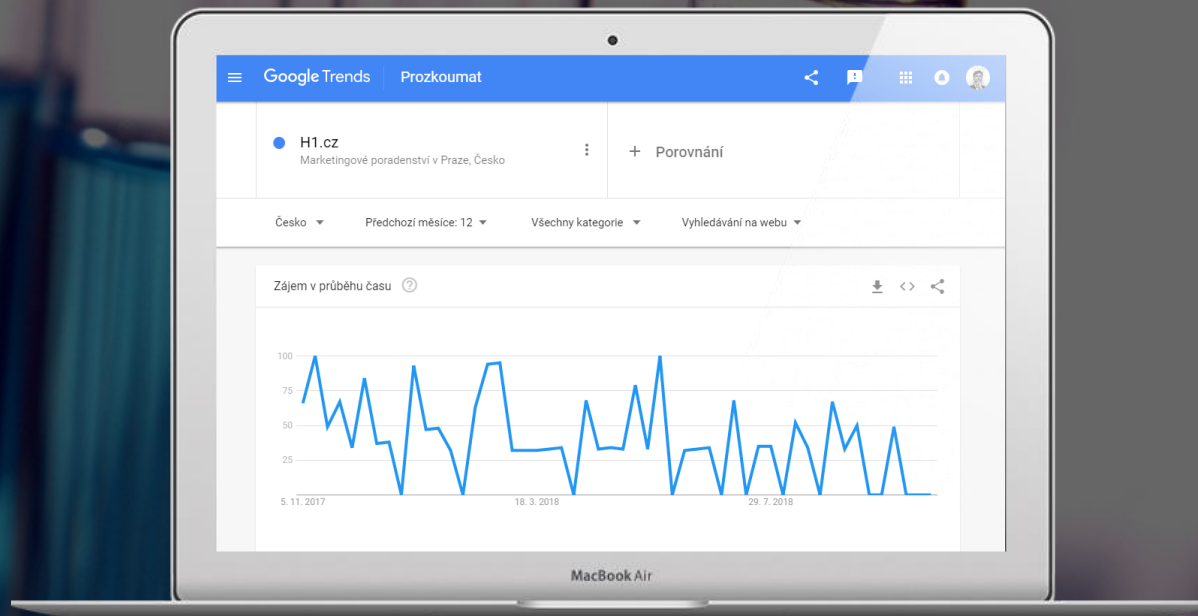 Google Trends Prozkoumat
H1.cz
Marketingové poradenství v Praze, Česko
+ Porovnání
Česko
Předchozí měsíce: 12
Všechny kategorie
Vyhledávání na webu
Zájem v průběhu času ?
100
75
50
25
5. 11. 2017
18. 3. 2018
29. 7. 2018
MacBook Air